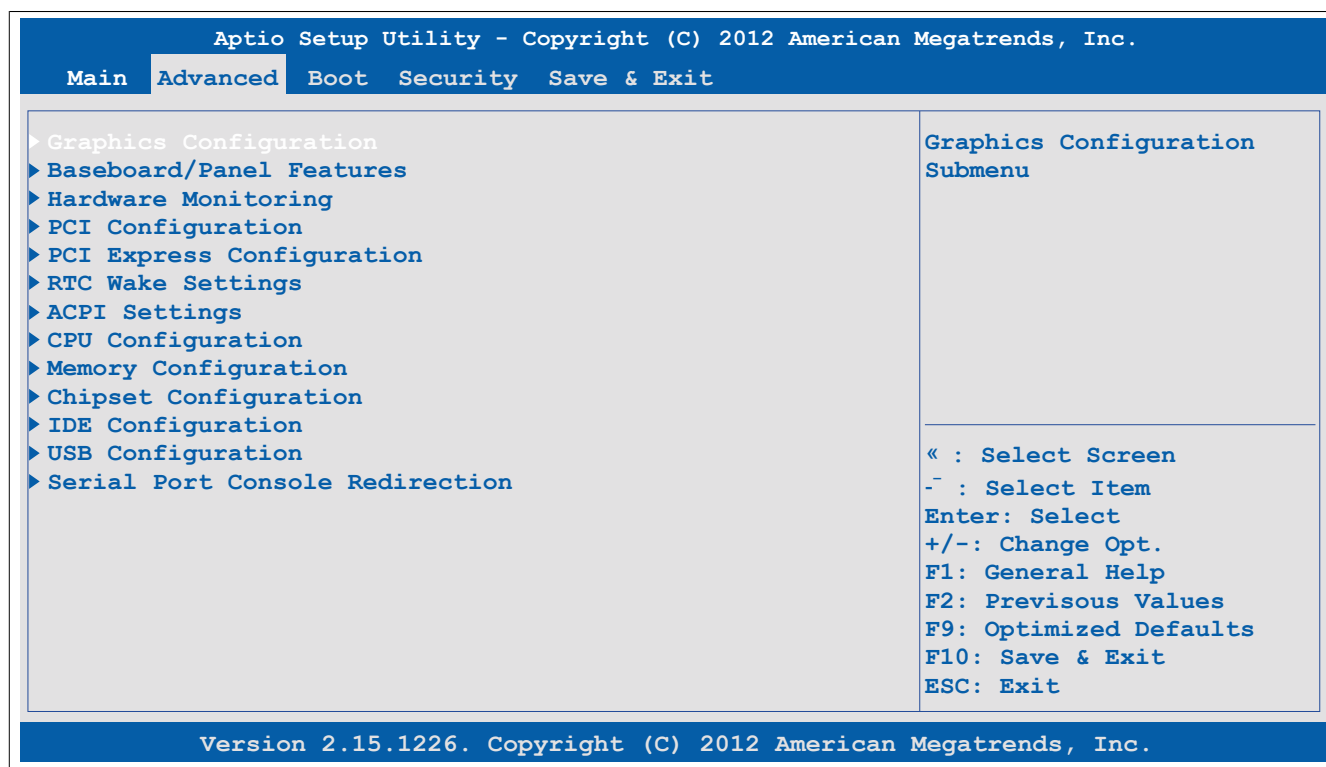 Aptio Setup Utility - Copyright (C) 2012 American Megatrends, Inc.
Main Advanced Boot Security Save & Exit
Graphics Configuration
Baseboard/Panel Features
Hardware Monitoring
PCI Configuration
PCI Express Configuration
RTC Wake Settings
ACPI Settings
CPU Configuration
Memory Configuration
Chipset Configuration
IDE Configuration
USB Configuration
Serial Port Console Redirection
Graphics Configuration
Submenu
« : Select Screen
-¯ : Select Item
Enter: Select
+/-: Change Opt.
F1: General Help
F2: Previsous Values
F9: Optimized Defaults
F10: Save & Exit
ESC: Exit
Version 2.15.1226. Copyright (C) 2012 American Megatrends, Inc.